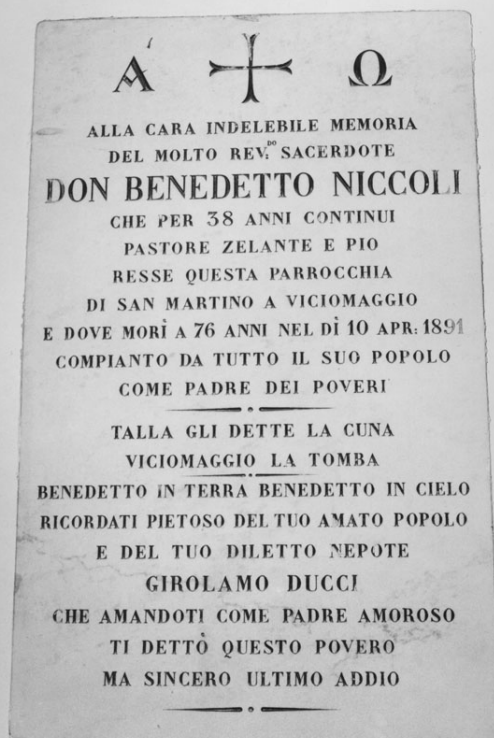 Α Ω
ALLA CARA INDELEBILE MEMORIA
DEL MOLTO REV.DO SACERDOTE
DON BENEDETTO NICCOLI
CHE PER 38 ANNI CONTINUI
PASTORE ZELANTE E PIO
RESSE QUESTA PARROCCHIA
DI SAN MARTINO A VICIOMAGGIO
E DOVE MORÌ A 76 ANNI NEL DÌ 10 APR: 1891
COMPIANTO DA TUTTO IL SUO POPOLO
COME PADRE DEI POVERI
TALLA GLI DETTE LA CUNA
VICIOMAGGIO LA TOMBA
BENEDETTO IN TERRA BENEDETTO IN CIELO
RICORDATI PIETOSO DEL TUO AMATO POPOLO
E DEL TUO DILETTO NEPOTE
GIROLAMO DUCCI
CHE AMANDOTI COME PADRE AMOROSO
TI DETTÒ QUESTO POVERO
MA SINCERO ULTIMO ADDIO